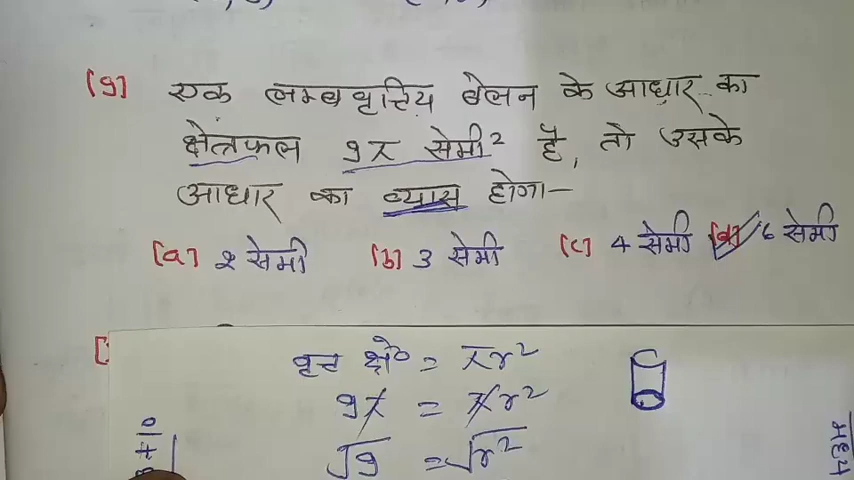 (9) एक लम्बवृत्तिय बेलन के आधार का
क्षेत्रफल 9π सेमी² है, तो उसके
आधार का व्यास होगा—
(a) 2 सेमी (b) 3 सेमी (c) 4 सेमी (d) 6 सेमी
[
वृत्त क्षे० = πr²
9π = πr²
√9 = √r²